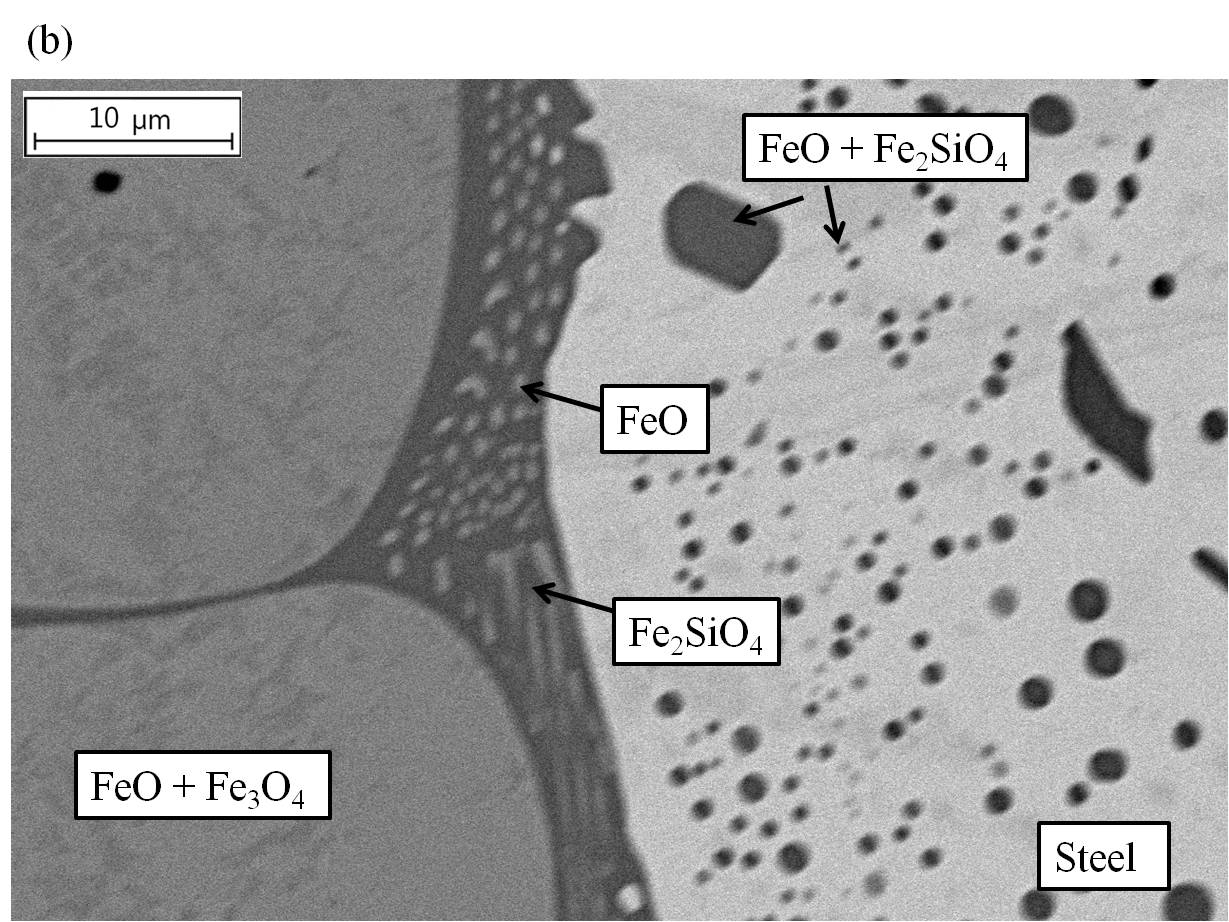 (b)
10 μm
FeO + Fe₂SiO₄
FeO
Fe₂SiO₄
FeO + Fe₃O₄
Steel